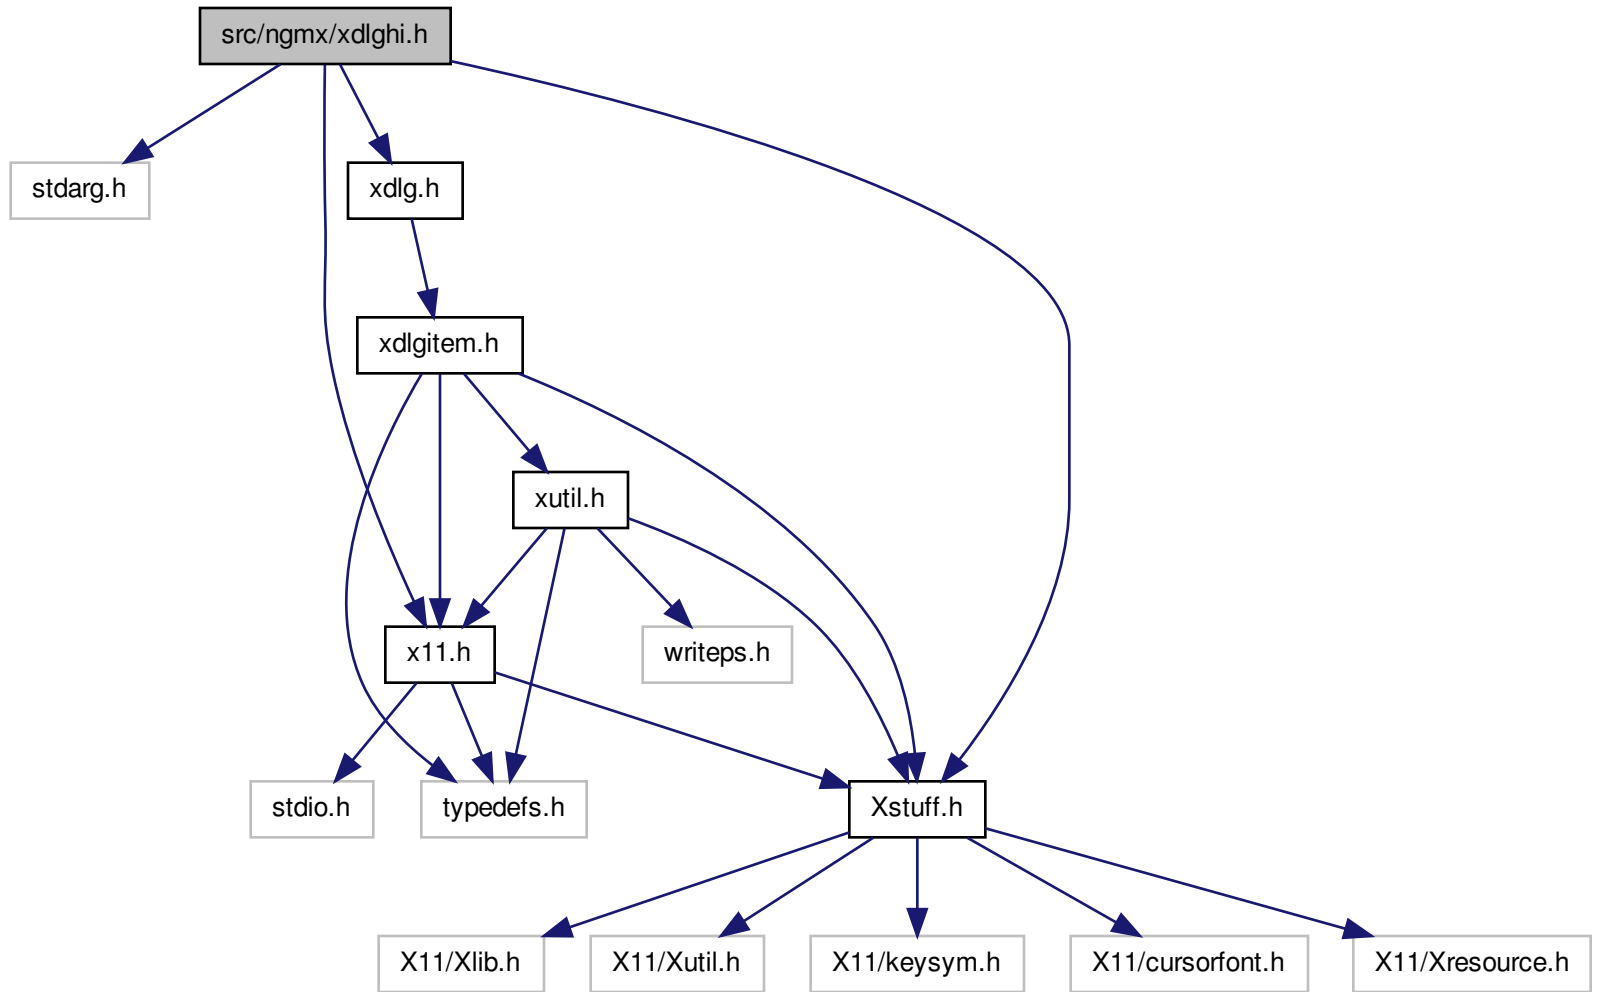 src/ngmx/xdlghi.h
stdarg.h
xdlg.h
xdlgitem.h
xutil.h
x11.h
writeps.h
stdio.h
typedefs.h
Xstuff.h
X11/Xlib.h
X11/Xutil.h
X11/keysym.h
X11/cursorfont.h
X11/Xresource.h